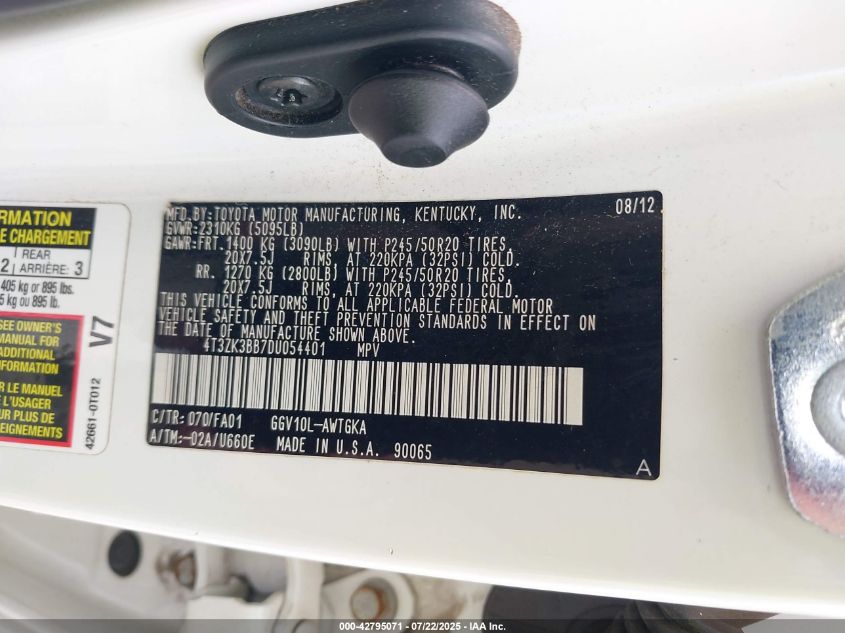 MFD.BY:TOYOTA MOTOR MANUFACTURING, KENTUCKY, INC. 08/12
GVWR:2310KG (5095LB)
GAWR:FRT. 1400 KG (3090LB) WITH P245/50R20 TIRES,
20X7.5J RIMS, AT 220KPA (32PSI) COLD.
RR. 1270 KG (2800LB) WITH P245/50R20 TIRES,
20X7.5J RIMS, AT 220KPA (32PSI) COLD.
THIS VEHICLE CONFORMS TO ALL APPLICABLE FEDERAL MOTOR
VEHICLE SAFETY AND THEFT PREVENTION STANDARDS IN EFFECT ON
THE DATE OF MANUFACTURE SHOWN ABOVE.
4T3ZK3BB7DU054401 MPV
C/TR: 070/FA01 GGV10L-AWTGKA
A/TM:-02A/U660E MADE IN U.S.A. 90065
A
CHARGEMENT
2 REAR
ARRIÈRE: 3
405 kg or 895 lbs.
kg ou 895 lb.
SEE OWNER'S
MANUAL FOR
ADDITIONAL
INFORMATION
LE MANUEL
L'USAGER
PLUS DE
V7
42661-0T012
000-42795071 - 07/22/2025 - IAA Inc.